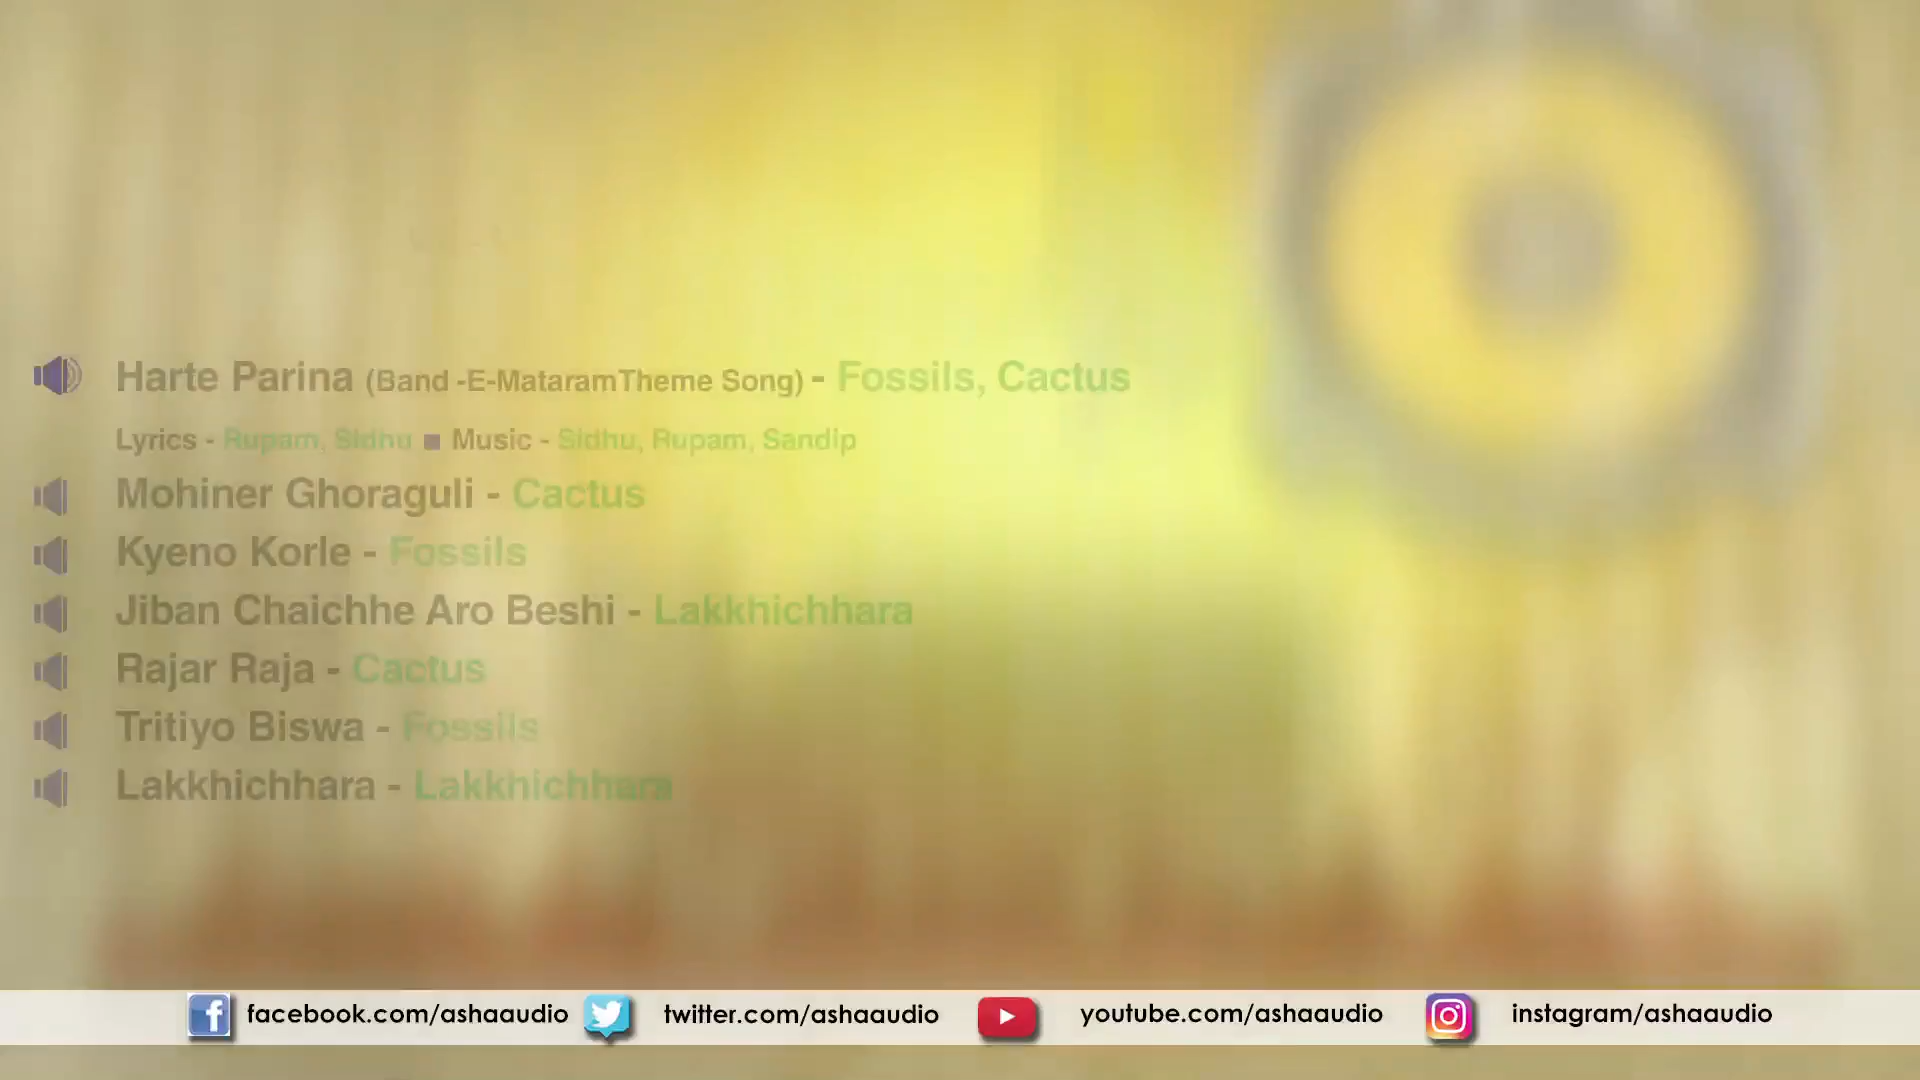 Harte Parina (Band -E-MataramTheme Song) - Fossils, Cactus
Lyrics - Rupam, Sidhu ■ Music - Sidhu, Rupam, Sandip
Mohiner Ghoraguli - Cactus
Kyeno Korle - Fossils
Jiban Chaichhe Aro Beshi - Lakkhichhara
Rajar Raja - Cactus
Tritiyo Biswa - Fossils
Lakkhichhara - Lakkhichhara
facebook.com/ashaaudio twitter.com/ashaaudio youtube.com/ashaaudio instagram/ashaaudio